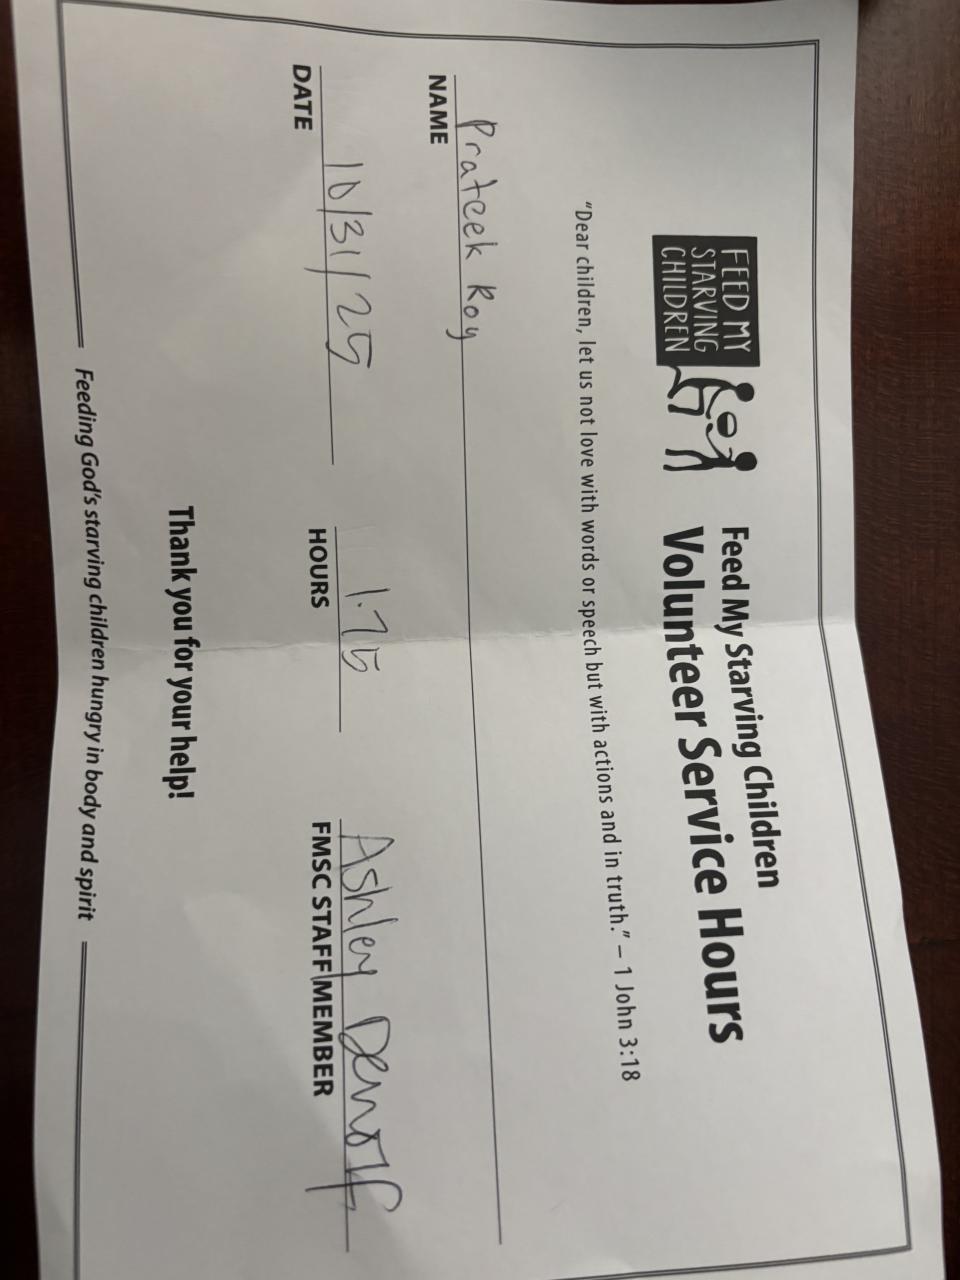 FEED MY
STARVING
CHILDREN
Feed My Starving Children
Volunteer Service Hours
"Dear children, let us not love with words or speech but with actions and in truth." – 1 John 3:18
Prateek Roy
NAME
10/31/25 1.75 Ashley
DATE HOURS FMSC STAFF MEMBER
Thank you for your help!
Feeding God's starving children hungry in body and spirit